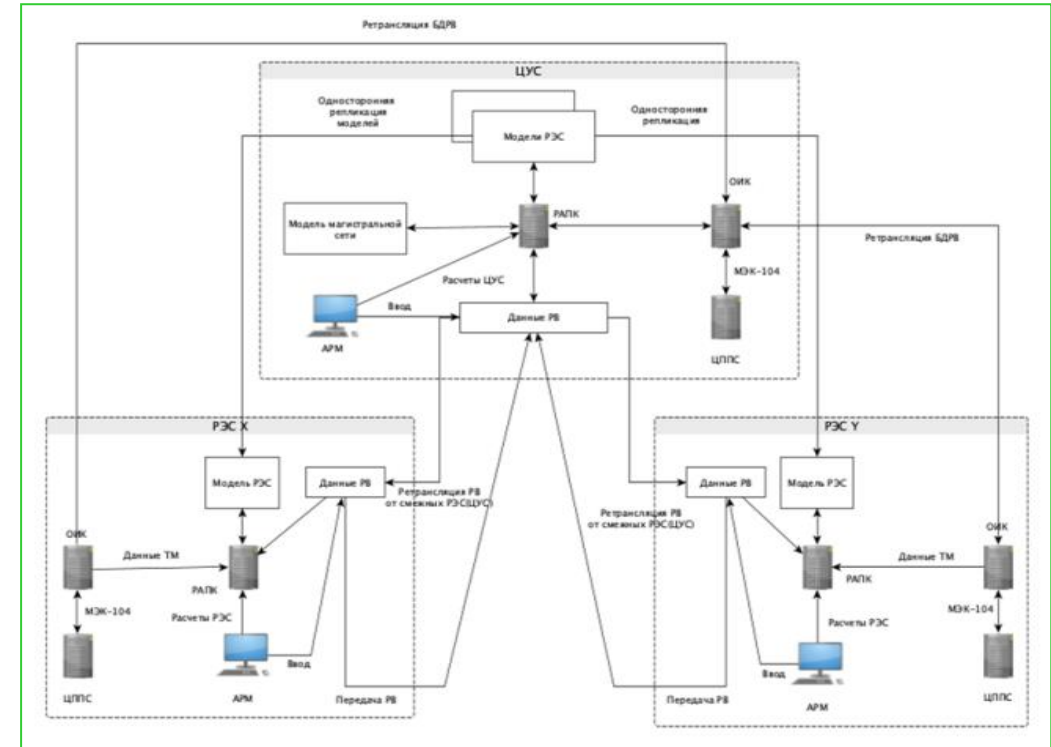 Ретрансляция БДРВ
ЦУС
Односторонняя
репликация
моделей
Односторонняя
репликация
Модели РЭС
ОИК
РАПК
Модель магистральной
сети
Ретрансляция БДРВ
МЭК-104
Расчеты ЦУС
Ввод
Данные РВ
АРМ
ЦППС
РЭС X
РЭС Y
Модель РЭС
Данные РВ
Ретрансляция РВ
от смежных РЭС(ЦУС)
Данные РВ
Модель РЭС
Ретрансляция РВ
от смежных РЭС(ЦУС)
ОИК
Данные ТМ
РАПК
МЭК-104
Расчеты РЭС
Ввод
ЦППС
АРМ
Передача РВ
ОИК
Данные ТМ
РАПК
МЭК-104
Расчеты РЭС
Ввод
Передача РВ
АРМ
ЦППС